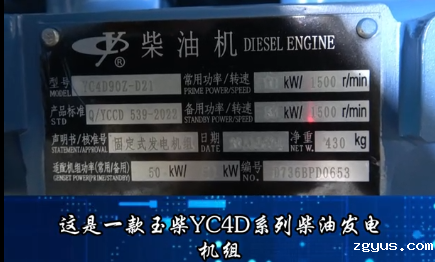 柴油机 DIESEL ENGINE
型号 YC4D90Z-D21 常用功率/转速 kW/ 1500 r/min
MODEL PRIME POWER/SPEED
产品标准 Q/YCCD 539-2022 备用功率/转速 kW/ 1500 r/min
STD STANDBY POWER/SPEED
声明书/核准号 固定式发电机组 日期 净重 430 kg
STATEMENT/APPROVAL DATE NET W.
适配机组功率(常用/备用) 50 kW/ kW 编号 D9736BPD0653
GENSET POWER(PRIME/STANDBY) NO.
这是一款玉柴YC4D系列柴油发电
机组
zgyus.com